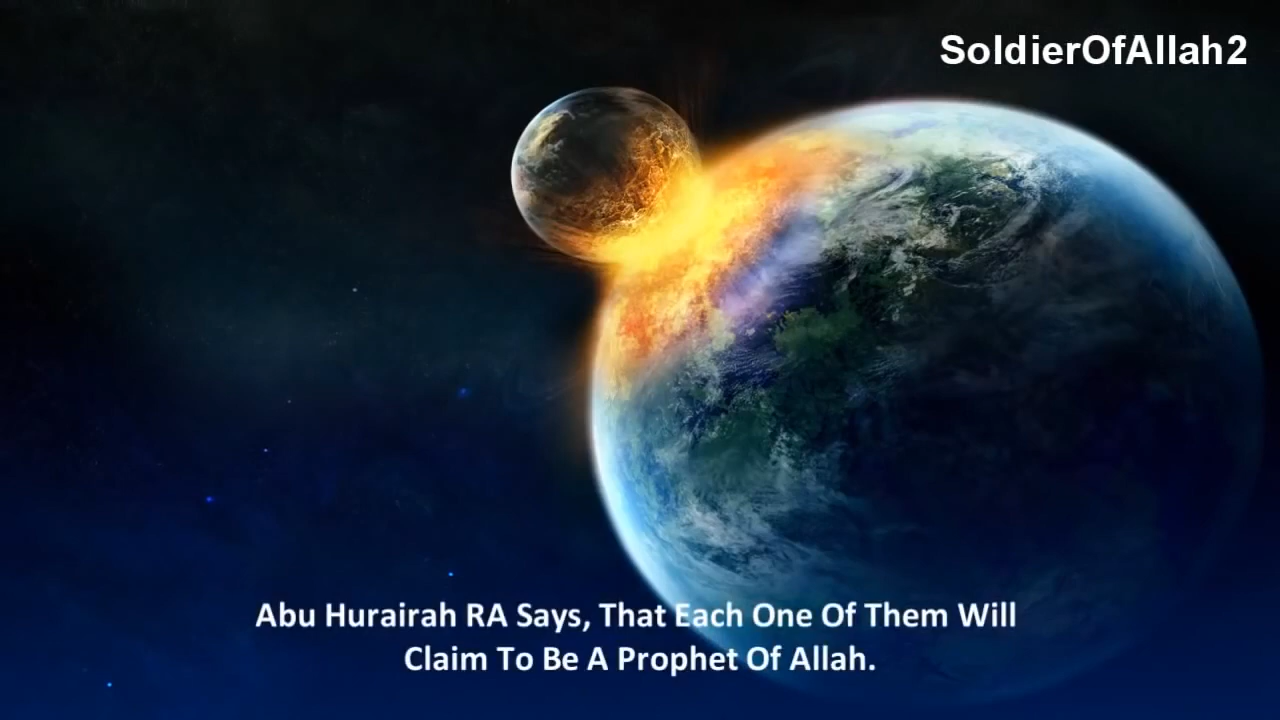 SoldierOfAllah2
Abu Hurairah RA Says, That Each One Of Them Will
Claim To Be A Prophet Of Allah.